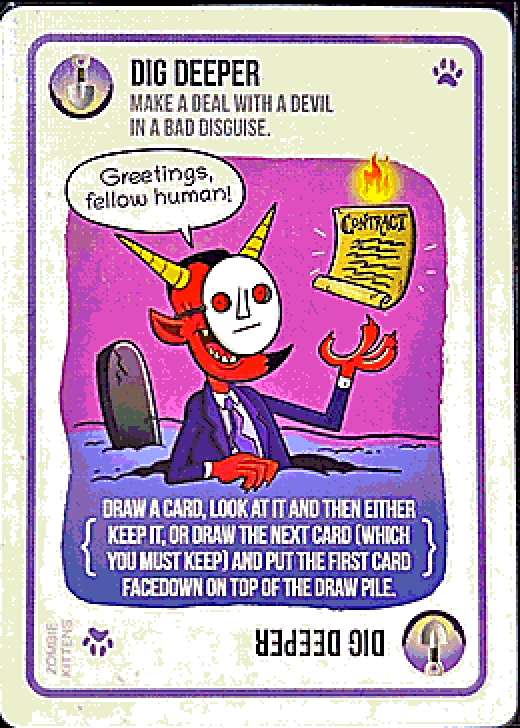 DIG DEEPER
MAKE A DEAL WITH A DEVIL
IN A BAD DISGUISE.
Greetings,
fellow human!
CONTRACT
DRAW A CARD, LOOK AT IT AND THEN EITHER
KEEP IT, OR DRAW THE NEXT CARD (WHICH
YOU MUST KEEP) AND PUT THE FIRST CARD
FACEDOWN ON TOP OF THE DRAW PILE.
DIG DEEPER
ZOMBIE
KITTENS